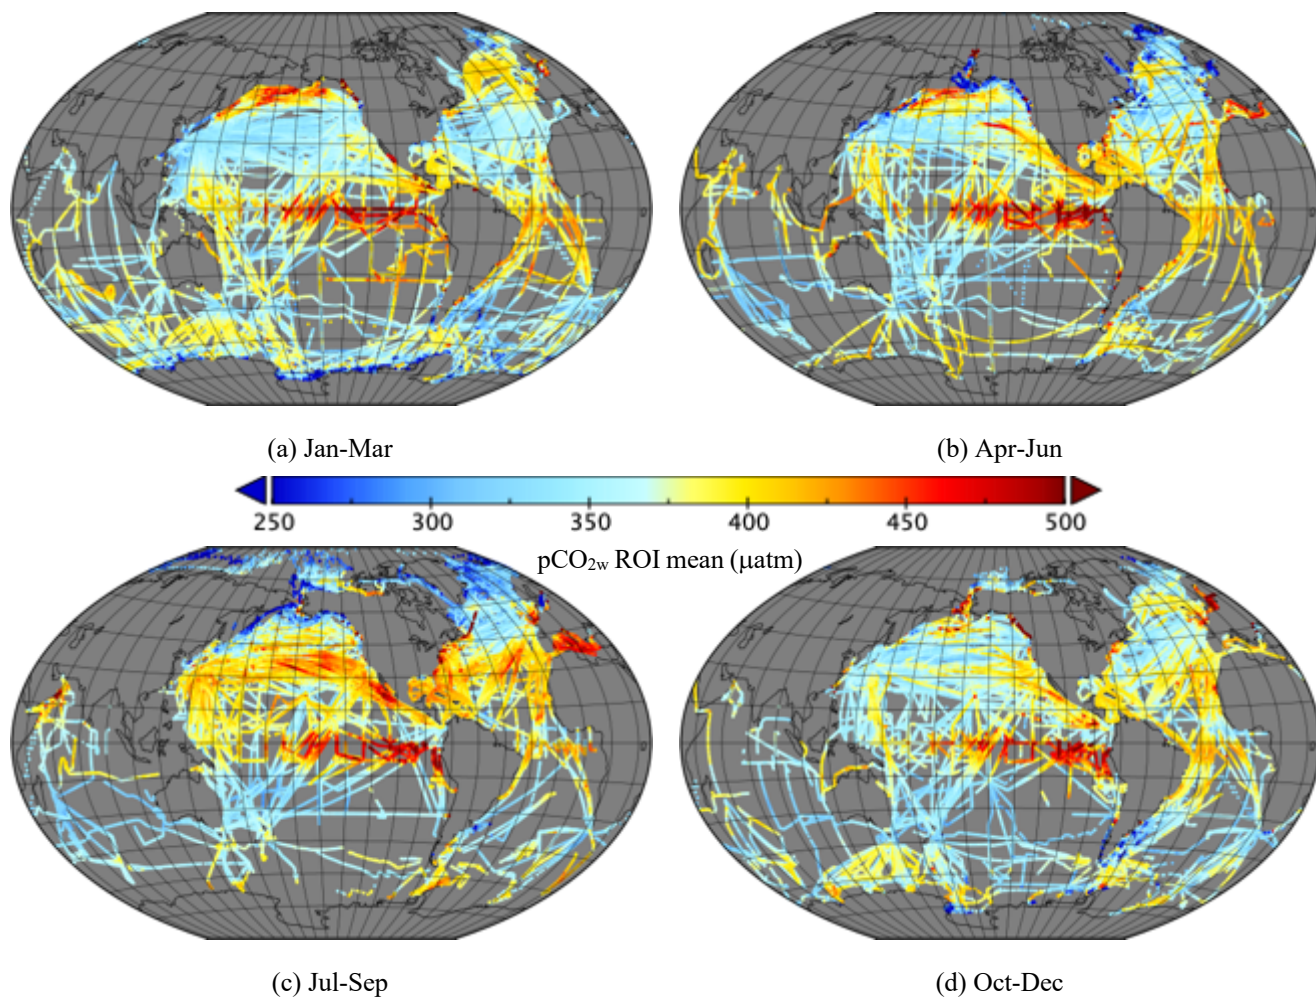 (a) Jan-Mar
(b) Apr-Jun
250 300 350 400 450 500
pCO₂w ROI mean (µatm)
(c) Jul-Sep
(d) Oct-Dec